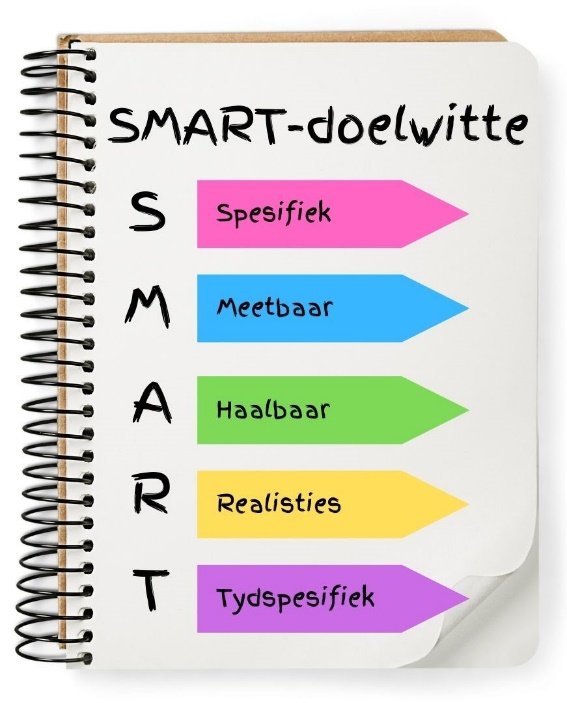 SMART-doelwitte
S Spesifiek
M Meetbaar
A Haalbaar
R Realisties
T Tydspesifiek